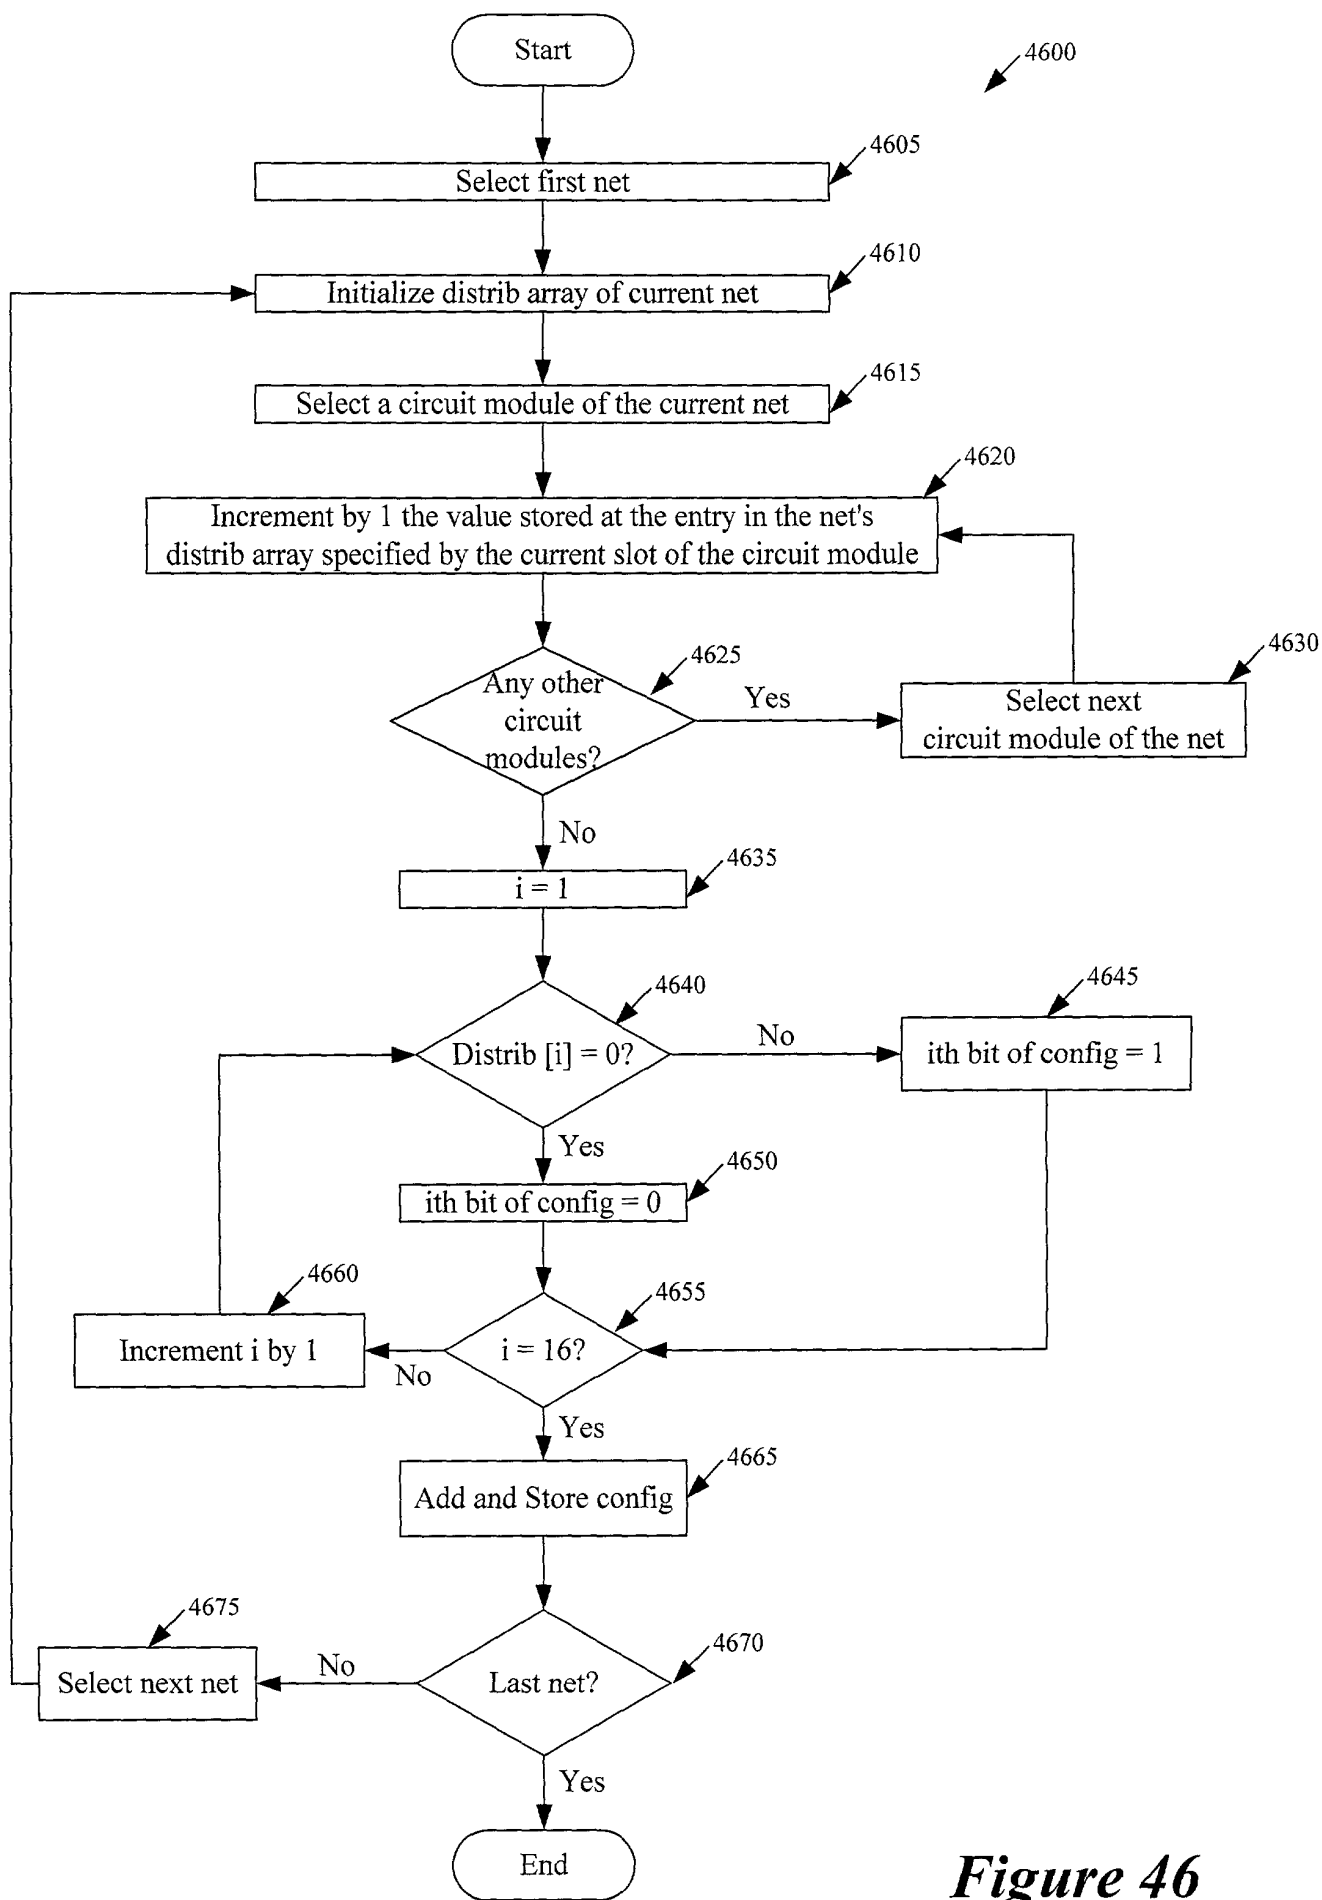 Start
4600
4605
Select first net
4610
Initialize distrib array of current net
4615
Select a circuit module of the current net
4620
Increment by 1 the value stored at the entry in the net's
distrib array specified by the current slot of the circuit module
4625
Any other
circuit
modules?
Yes
4630
Select next
circuit module of the net
No
4635
i = 1
4640
Distrib [i] = 0?
No
4645
ith bit of config = 1
Yes
4650
ith bit of config = 0
4660
Increment i by 1
4655
i = 16?
No
Yes
4665
Add and Store config
4675
Select next net
No
4670
Last net?
Yes
End
Figure 46